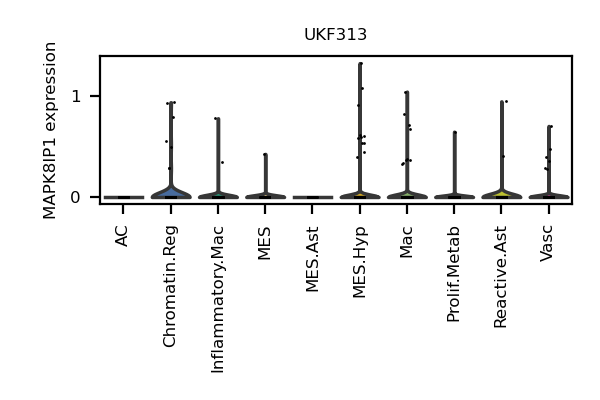 UKF313
MAPK8IP1 expression
1
0
AC
Chromatin.Reg
Inflammatory.Mac
MES
MES.Ast
MES.Hyp
Mac
Prolif.Metab
Reactive.Ast
Vasc